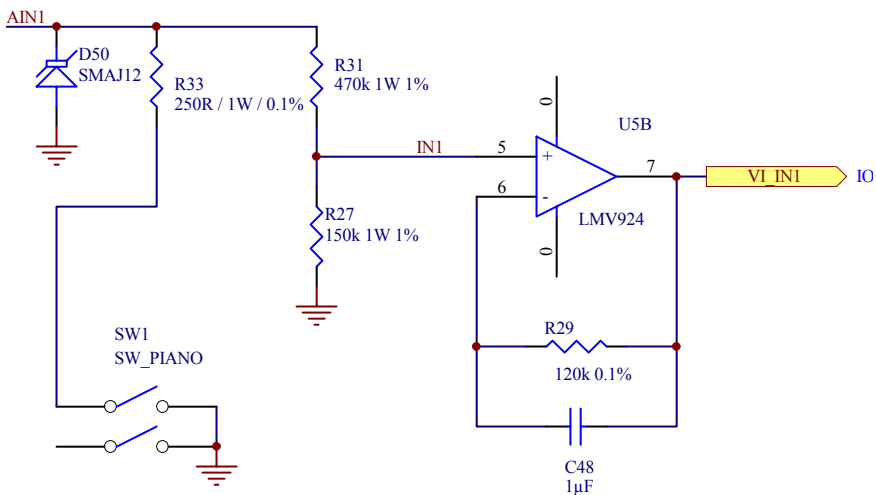 AIN1
D50
SMAJ12
R33
250R / 1W / 0.1%
R31
470k 1W 1%
0
U5B
IN1
5
+
7
VI_IN1
IO
6
-
LMV924
R27
150k 1W 1%
0
R29
120k 0.1%
SW1
SW_PIANO
C48
1µF